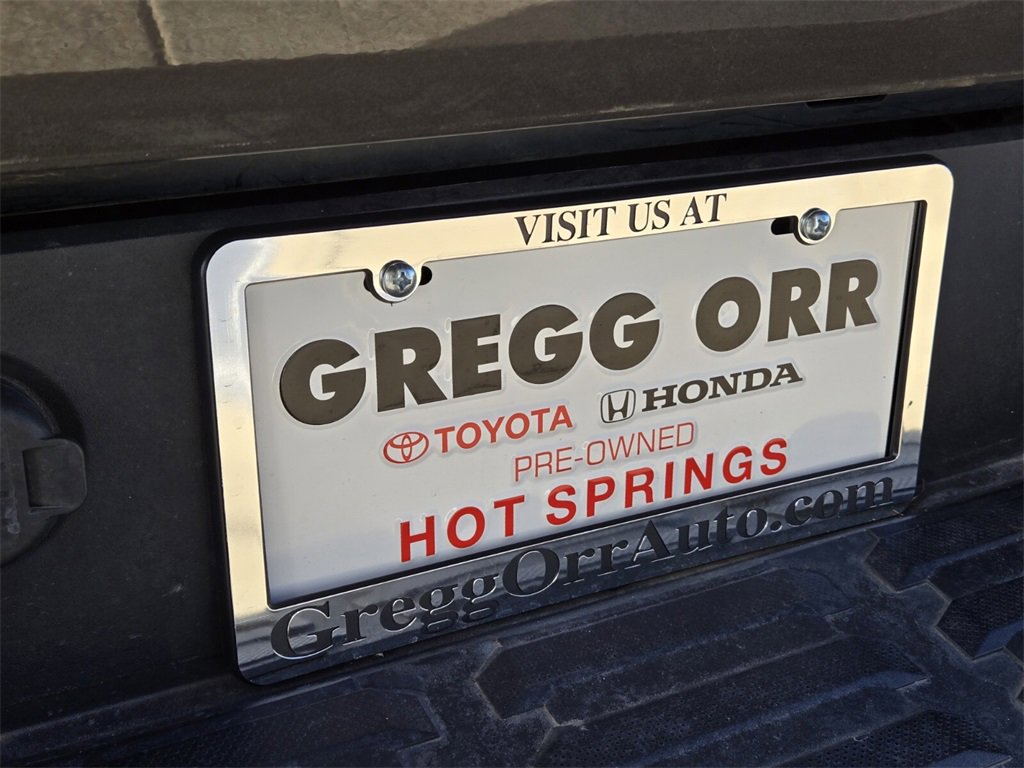 VISIT US AT
GREGG ORR
TOYOTA HONDA
PRE-OWNED
HOT SPRINGS
GreggOrrAuto.com